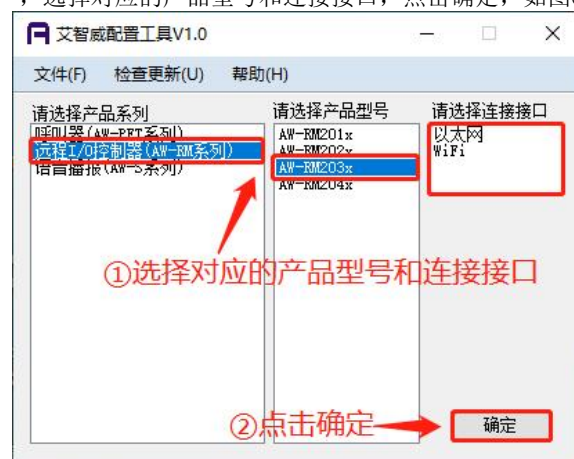 ，选择对应的产品型号和连接接口，点击确定，如图
艾智威配置工具V1.0
文件(F) 检查更新(U) 帮助(H)
请选择产品系列 请选择产品型号 请选择连接接口
呼叫器(AW-PET系列) AW-RM201x 以太网
远程I/O控制器(AW-RM系列) AW-RM202x WiFi
语音播报(AW-S系列) AW-RM203x
AW-RM204x
①选择对应的产品型号和连接接口
②点击确定 确定